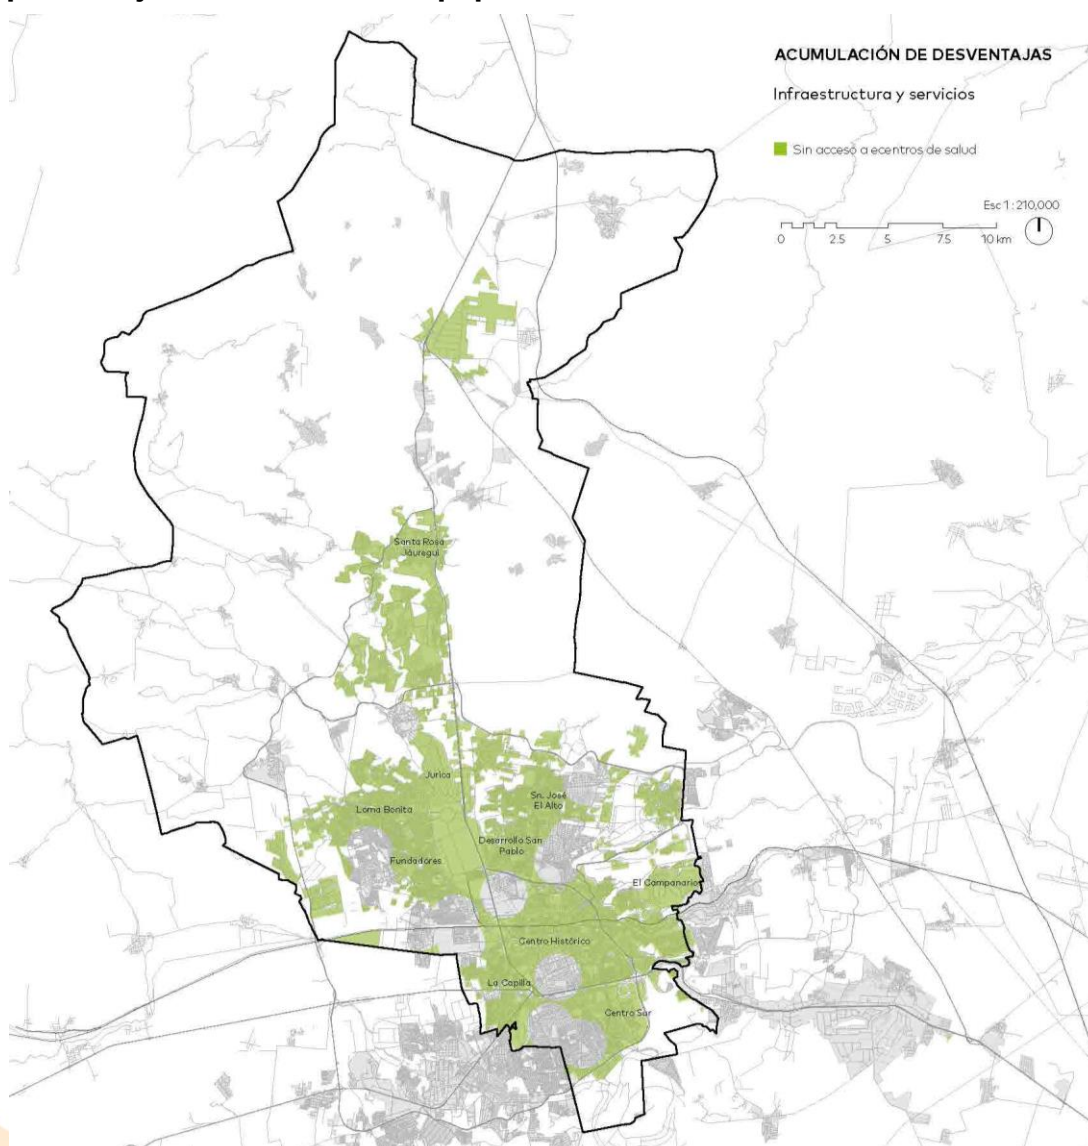 ACUMULACIÓN DE DESVENTAJAS
Infraestructura y servicios
Sin acceso a ecentros de salud
Esc 1:210,000
0 2.5 5 7.5 10 km
Santa Rosa
Jáuregui
Jurica
Loma Bonita
Sn. José
El Alto
Desarrollo San
Pablo
Fundadores
El Campanario
Centro Histórico
La Capilla
Centro Sur